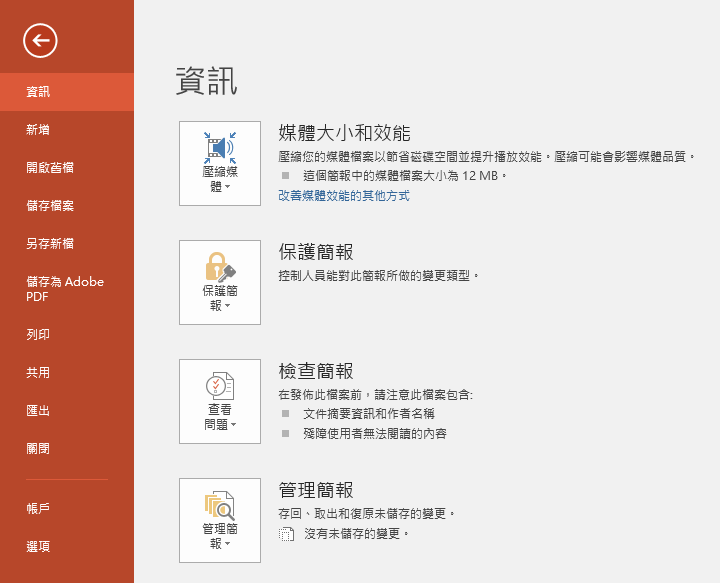 資訊
新增
開啟舊檔
儲存檔案
另存新檔
儲存為 Adobe
PDF
列印
共用
匯出
關閉
帳戶
選項
資訊
壓縮媒
體
媒體大小和效能
壓縮您的媒體檔案以節省磁碟空間並提升播放效能。壓縮可能會影響媒體品質。
這個簡報中的媒體檔案大小為 12 MB。
改善媒體效能的其他方式
保護簡
報
保護簡報
控制人員能對此簡報所做的變更類型。
查看
問題
檢查簡報
在發佈此檔案前，請注意此檔案包含:
文件摘要資訊和作者名稱
殘障使用者無法閱讀的內容
管理簡
報
管理簡報
存回、取出和復原未儲存的變更。
沒有未儲存的變更。